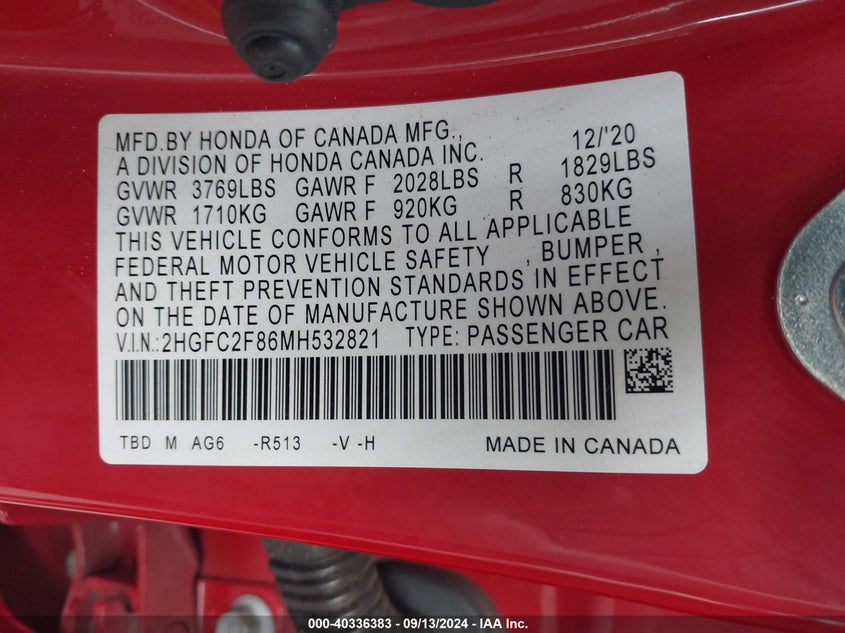 MFD.BY HONDA OF CANADA MFG., 12/'20
A DIVISION OF HONDA CANADA INC.
GVWR 3769LBS GAWR F 2028LBS R 1829LBS
GVWR 1710KG GAWR F 920KG R 830KG
THIS VEHICLE CONFORMS TO ALL APPLICABLE
FEDERAL MOTOR VEHICLE SAFETY , BUMPER ,
AND THEFT PREVENTION STANDARDS IN EFFECT
ON THE DATE OF MANUFACTURE SHOWN ABOVE.
V.I.N.:2HGFC2F86MH532821 TYPE: PASSENGER CAR
TBD M AG6 -R513 -V -H MADE IN CANADA
000-40336383 - 09/13/2024 - IAA Inc.